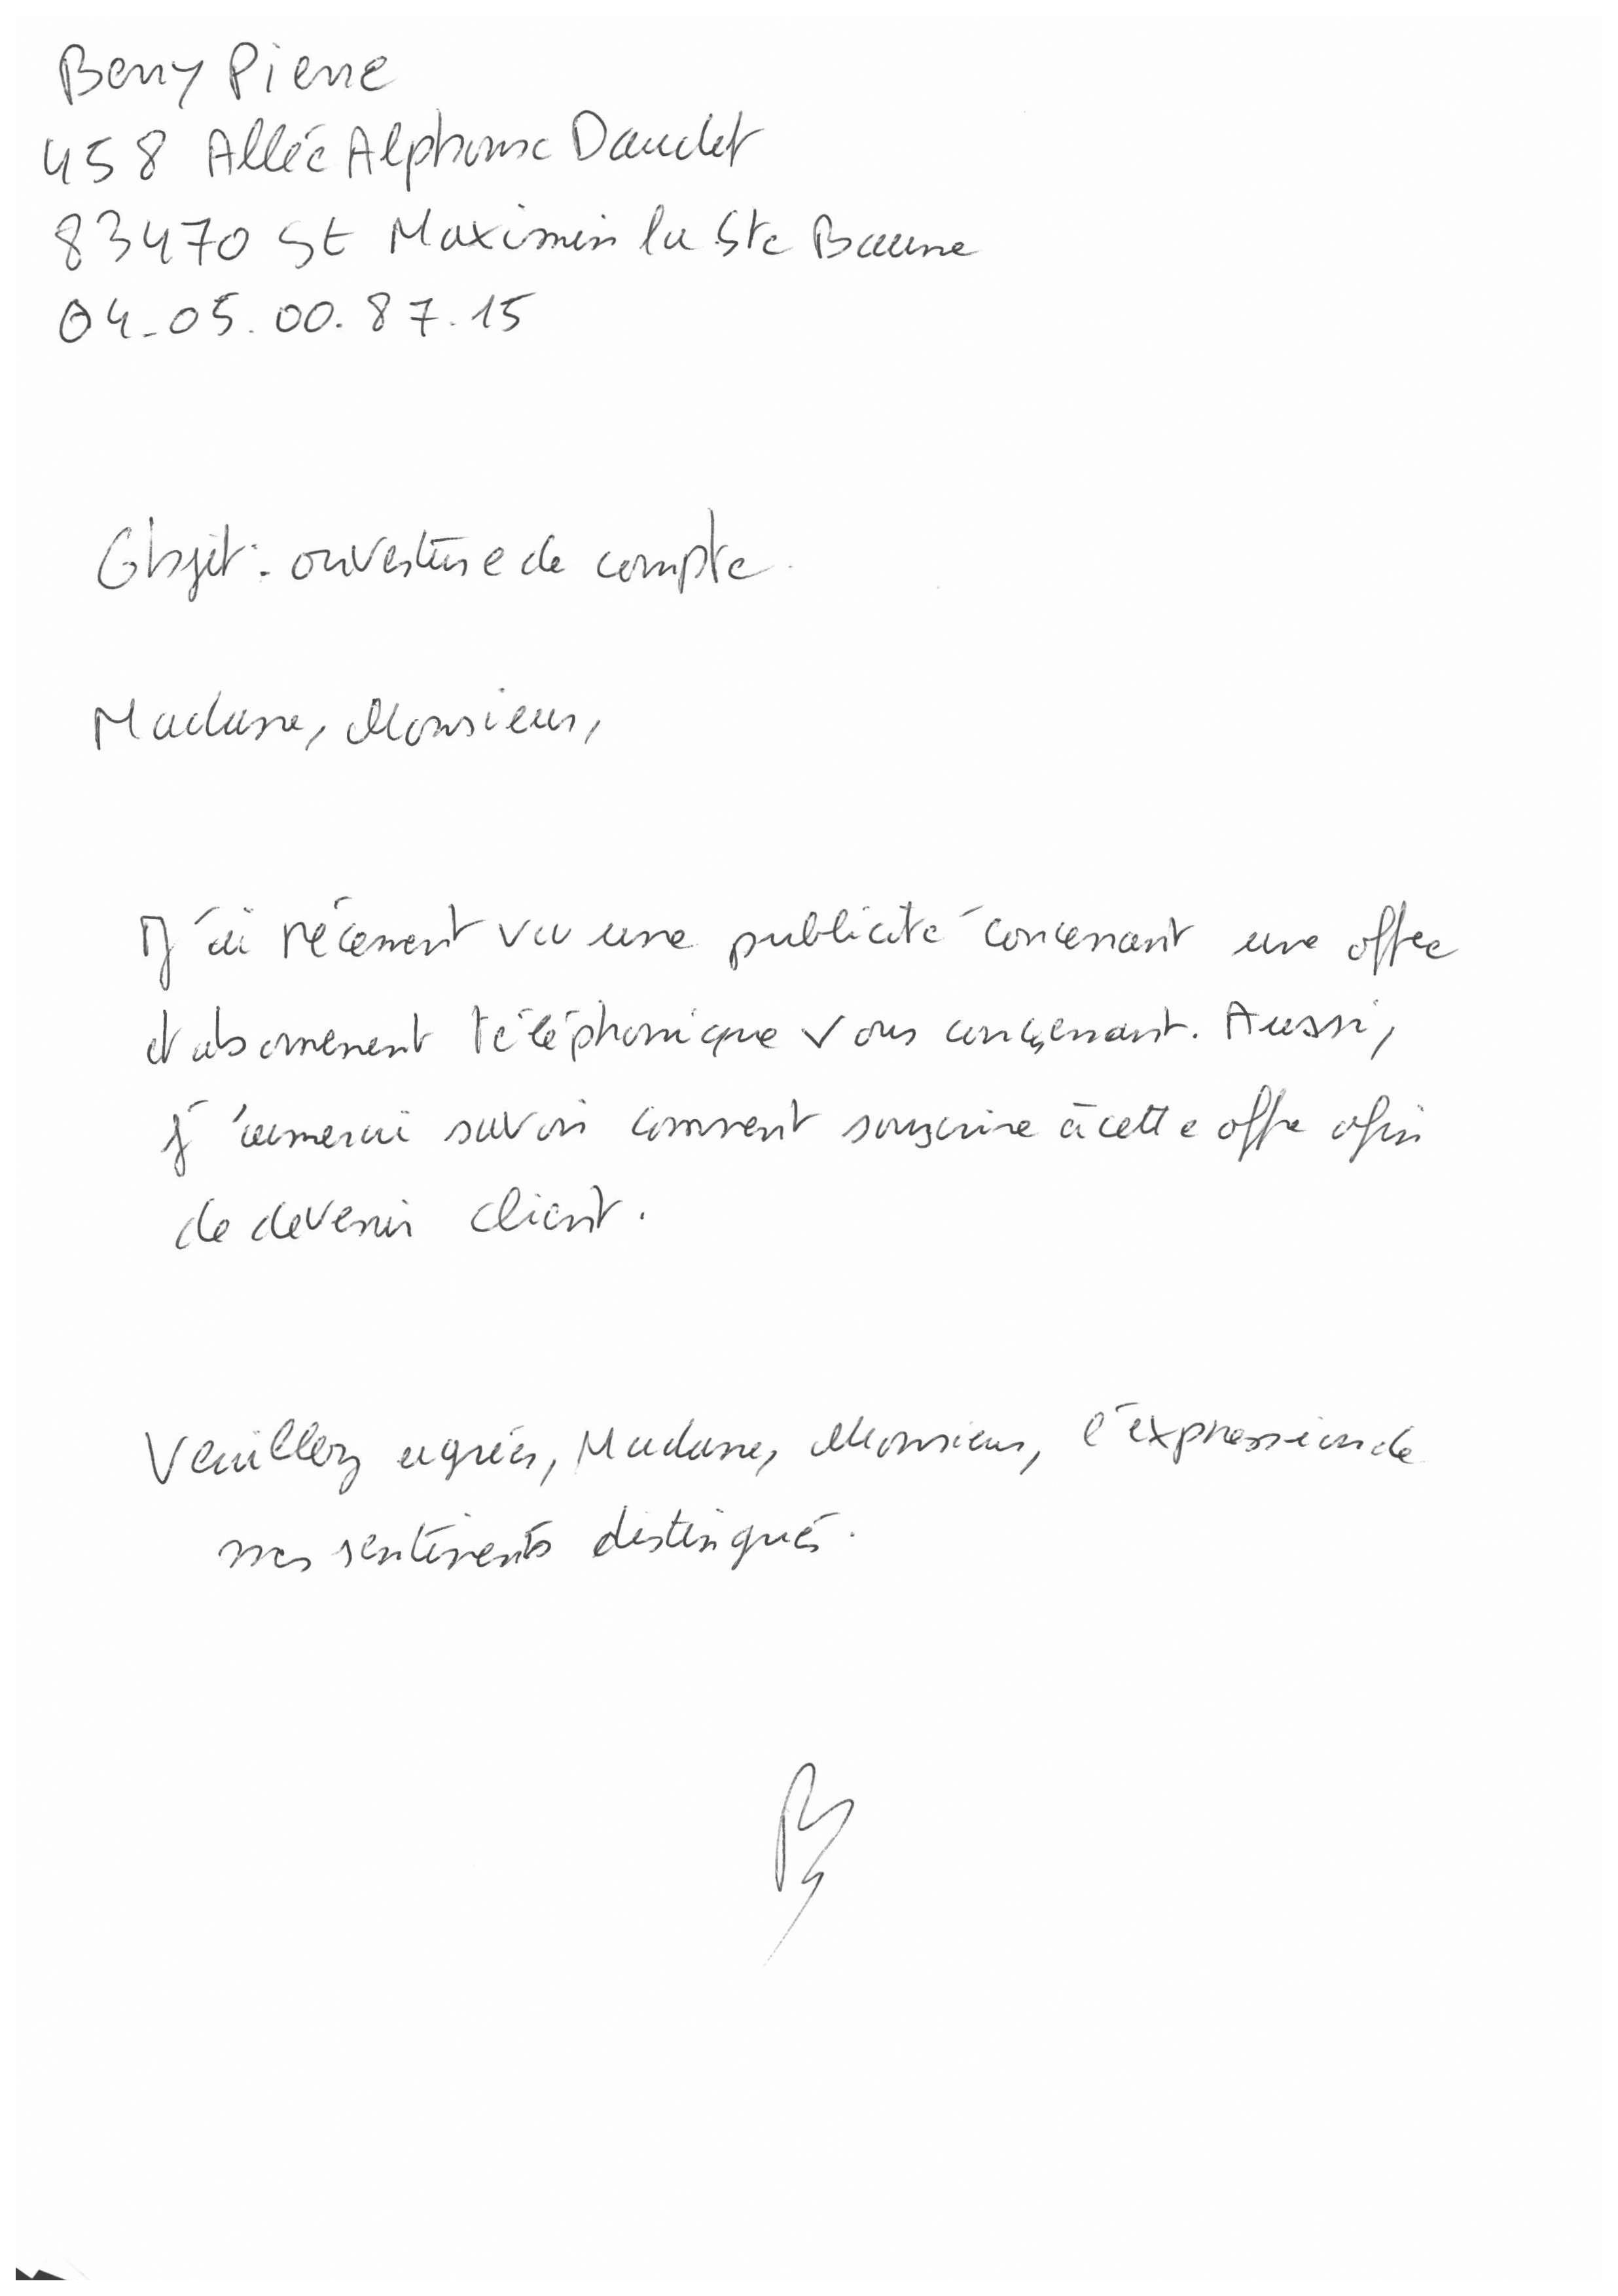 Berry Pierre
458 Allée Alphonse Daudet
83470 St Maximin la Ste Baume
04.05.00.87.15
Objet : ouverture de compte.
Madame, Monsieur,
J'ai récement vu une publicité concernant une offre
d'abonnement téléphonique vous concernant. Aussi,
j'aimerai savoir comment souscrire à cette offre afin
de devenir client.
Veuillez agréer, Madame, Monsieur, l'expression de
mes sentiments distingués.